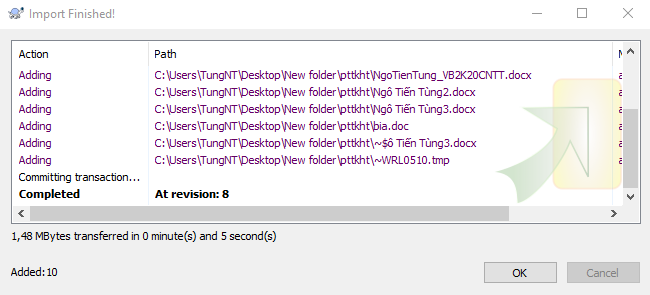 Import Finished!
Action Path
Adding C:\Users\TungNT\Desktop\New folder\pttkht\NgoTienTung_VB2K20CNTT.docx
Adding C:\Users\TungNT\Desktop\New folder\pttkht\Ngô Tiến Tùng2.docx
Adding C:\Users\TungNT\Desktop\New folder\pttkht\Ngô Tiến Tùng3.docx
Adding C:\Users\TungNT\Desktop\New folder\pttkht\bia.doc
Adding C:\Users\TungNT\Desktop\New folder\pttkht\~$ô Tiến Tùng3.docx
Adding C:\Users\TungNT\Desktop\New folder\pttkht\~WRL0510.tmp
Committing transaction...
Completed At revision: 8
1,48 MBytes transferred in 0 minute(s) and 5 second(s)
Added:10 OK Cancel